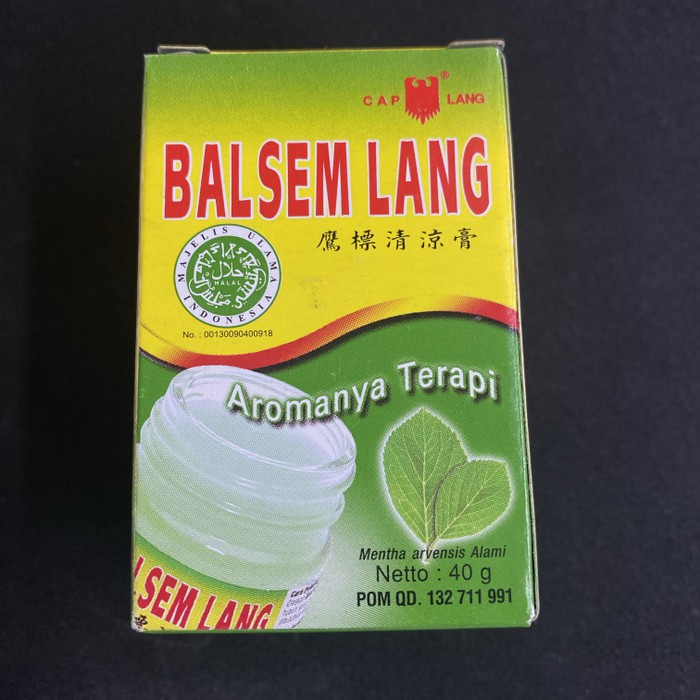 CAP LANG ®
BALSEM LANG
鷹標清涼膏
MAJELIS ULAMA INDONESIA
حلال
HALAL
No. : 00130090400918
Aromanya Terapi
Mentha arvensis Alami
Netto : 40 g
POM QD. 132 711 991
LSEM LANG